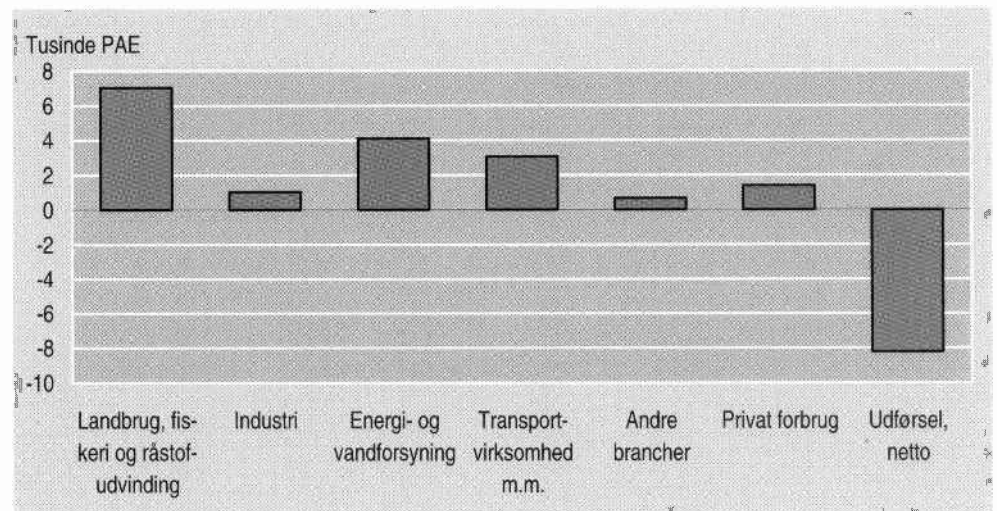 Tusinde PAE
8
6
4
2
0
-2
-4
-6
-8
-10
Landbrug, fis-
keri og råstof-
udvinding
Industri
Energi- og
vandforsyning
Transport-
virksomhed
m.m.
Andre
brancher
Privat forbrug
Udførsel,
netto